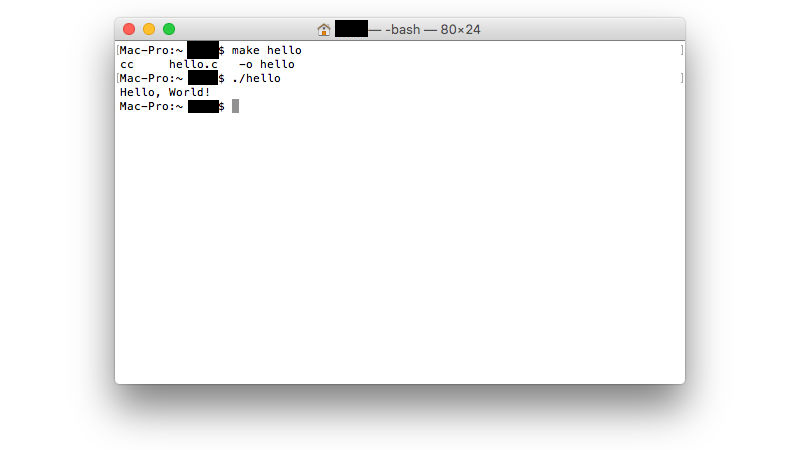 — -bash — 80×24
[Mac-Pro:~ $ make hello ]
cc     hello.c   -o hello
[Mac-Pro:~ $ ./hello ]
Hello, World!
Mac-Pro:~ $